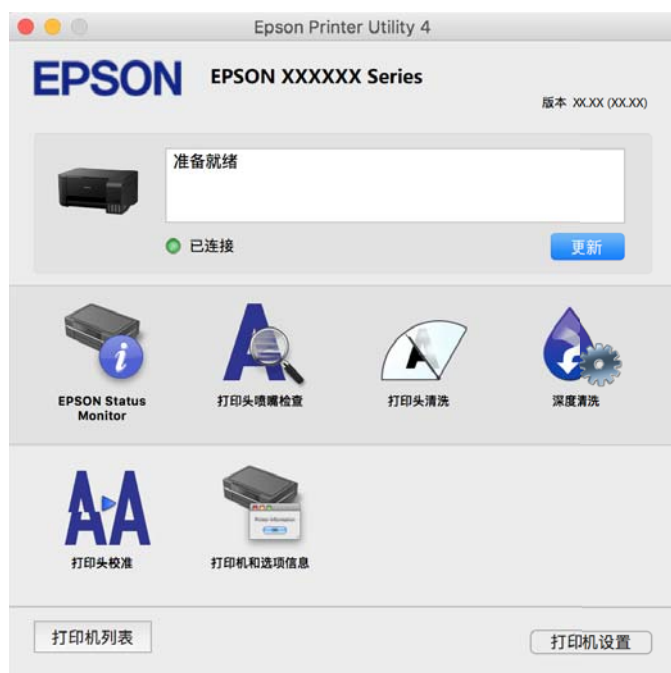 Epson Printer Utility 4
EPSON
EPSON XXXXXX Series
版本 XX.XX (XX.XX)
准备就绪
已连接
更新
EPSON Status
Monitor
打印头喷嘴检查
打印头清洗
深度清洗
Printer Information
打印头校准
打印机和选项信息
打印机列表
打印机设置